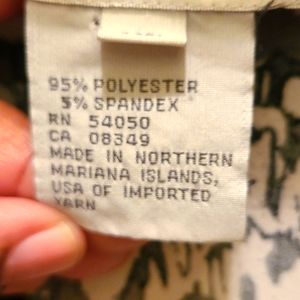 95% POLYESTER
5% SPANDEX
RN 54050
CA 08349
MADE IN NORTHERN
MARIANA ISLANDS,
USA OF IMPORTED
YARN